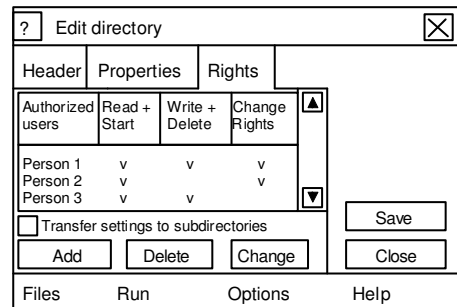 ? Edit directory
Header Properties Rights
Authorized Read + Write + Change
users Start Delete Rights
Person 1 v v v
Person 2 v v
Person 3 v v
Transfer settings to subdirectories
Save
Add Delete Change Close
Files Run Options Help